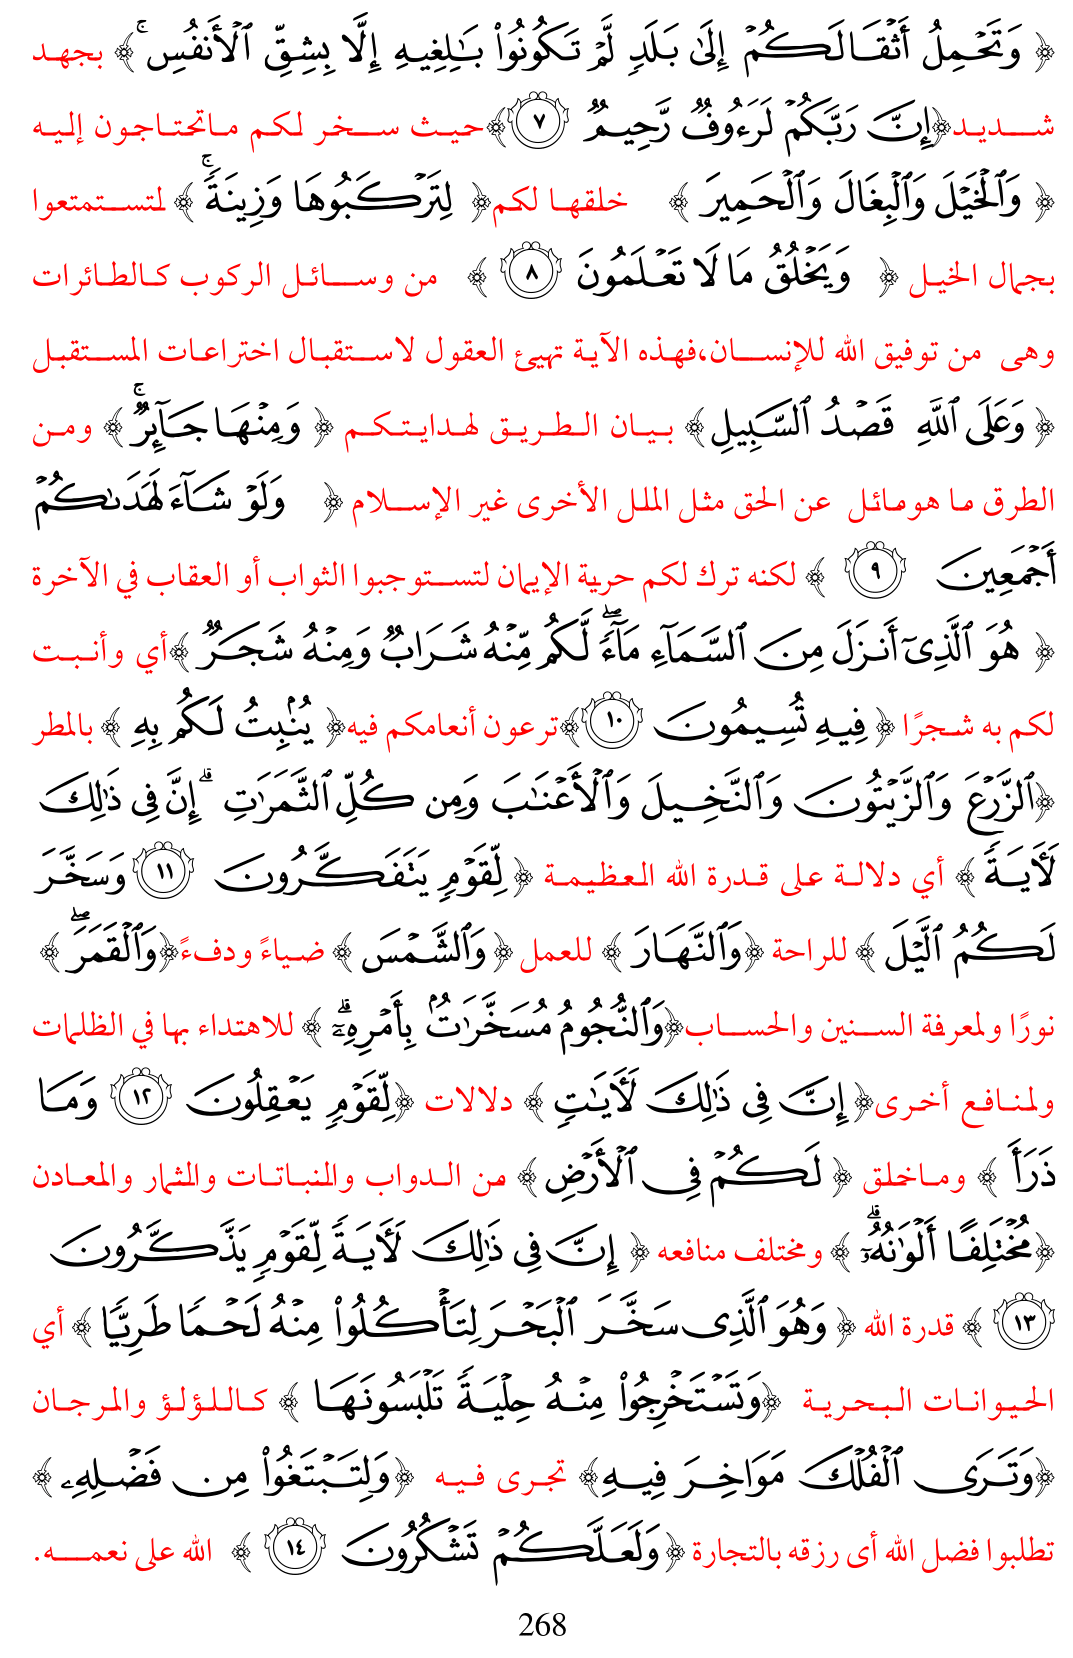 ﴿ وَتَحْمِلُ أَثْقَالَكُمْ إِلَىٰ بَلَدٍ لَّمْ تَكُونُوا۟ بَٰلِغِيهِ إِلَّا بِشِقِّ ٱلْأَنفُسِ ۚ ﴾ بجهد
شديد ﴿إِنَّ رَبَّكُمْ لَرَءُوفٌ رَّحِيمٌ ٧﴾ حيث سخر لكم ماتحتاجون إليه
﴿ وَٱلْخَيْلَ وَٱلْبِغَالَ وَٱلْحَمِيرَ ﴾ خلقها لكم ﴿ لِتَرْكَبُوهَا وَزِينَةً ۚ ﴾ لتستمتعوا
بجمال الخيل ﴿ وَيَخْلُقُ مَا لَا تَعْلَمُونَ ٨ ﴾ من وسائل الركوب كالطائرات
وهى من توفيق الله للإنسان،فهذه الآية تهيئ العقول لاستقبال اختراعات المستقبل
﴿ وَعَلَى ٱللَّهِ قَصْدُ ٱلسَّبِيلِ ﴾ بيان الطريق لهدايتكم ﴿ وَمِنْهَا جَآئِرٌ ۚ ﴾ ومن
الطرق ما هومائل عن الحق مثل الملل الأخرى غير الإسلام ﴿ وَلَوْ شَآءَ لَهَدَىٰكُمْ
أَجْمَعِينَ ٩ ﴾ لكنه ترك لكم حرية الإيمان لتستوجبوا الثواب أو العقاب في الآخرة
﴿ هُوَ ٱلَّذِىٓ أَنزَلَ مِنَ ٱلسَّمَآءِ مَآءً ۖ لَّكُم مِّنْهُ شَرَابٌ وَمِنْهُ شَجَرٌ ﴾ أي وأنبت
لكم به شجرًا ﴿ فِيهِ تُسِيمُونَ ١٠﴾ ترعون أنعامكم فيه ﴿ يُنۢبِتُ لَكُم بِهِ ﴾ بالمطر
﴿ٱلزَّرْعَ وَٱلزَّيْتُونَ وَٱلنَّخِيلَ وَٱلْأَعْنَٰبَ وَمِن كُلِّ ٱلثَّمَرَٰتِ ۗ إِنَّ فِى ذَٰلِكَ
لَـَٔايَةً ﴾ أي دلالة على قدرة الله العظيمة ﴿ لِّقَوْمٍ يَتَفَكَّرُونَ ١١ وَسَخَّرَ
لَكُمُ ٱلَّيْلَ ﴾ للراحة ﴿وَٱلنَّهَارَ ﴾ للعمل ﴿ وَٱلشَّمْسَ ﴾ ضياءً ودفءً ﴿وَٱلْقَمَرَ ۖ ﴾
نورًا ولمعرفة السنين والحساب ﴿وَٱلنُّجُومُ مُسَخَّرَٰتٌۢ بِأَمْرِهِۦٓ ۗ ﴾ للاهتداء بها في الظلمات
ولمنافع أخرى ﴿ إِنَّ فِى ذَٰلِكَ لَـَٔايَٰتٍ ﴾ دلالات ﴿لِّقَوْمٍ يَعْقِلُونَ ١٢ وَمَا
ذَرَأَ ﴾ وماخلق ﴿ لَكُمْ فِى ٱلْأَرْضِ ﴾ من الدواب والنباتات والثمار والمعادن
﴿مُخْتَلِفًا أَلْوَٰنُهُۥٓ ۗ ﴾ ومختلف منافعه ﴿ إِنَّ فِى ذَٰلِكَ لَـَٔايَةً لِّقَوْمٍ يَذَّكَّرُونَ
١٣ ﴾ قدرة الله ﴿ وَهُوَ ٱلَّذِى سَخَّرَ ٱلْبَحْرَ لِتَأْكُلُوا۟ مِنْهُ لَحْمًا طَرِيًّا ﴾ أي
الحيوانات البحرية ﴿وَتَسْتَخْرِجُوا۟ مِنْهُ حِلْيَةً تَلْبَسُونَهَا ﴾ كاللؤلؤ والمرجان
﴿وَتَرَى ٱلْفُلْكَ مَوَاخِرَ فِيهِ﴾ تجرى فيه ﴿وَلِتَبْتَغُوا۟ مِن فَضْلِهِۦ ﴾
تطلبوا فضل الله أى رزقه بالتجارة ﴿وَلَعَلَّكُمْ تَشْكُرُونَ ١٤ ﴾ الله على نعمه.
268